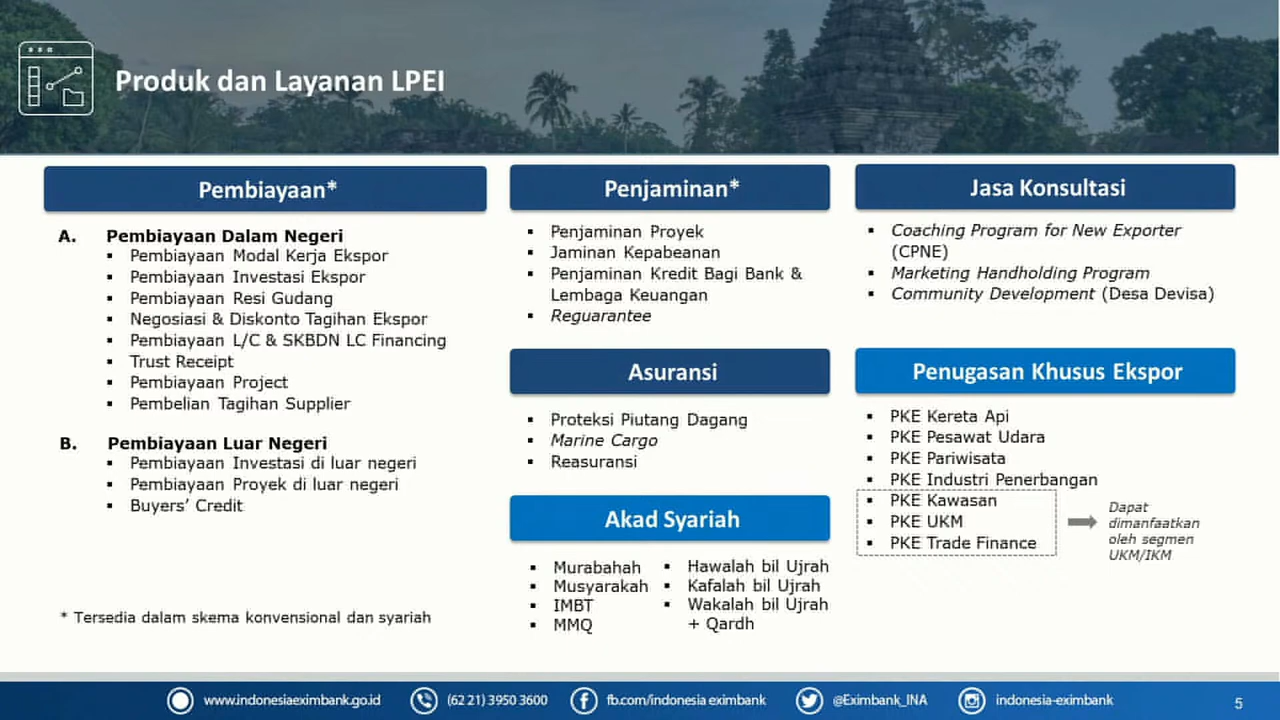 Produk dan Layanan LPEI
Pembiayaan*
A. Pembiayaan Dalam Negeri
▪ Pembiayaan Modal Kerja Ekspor
▪ Pembiayaan Investasi Ekspor
▪ Pembiayaan Resi Gudang
▪ Negosiasi & Diskonto Tagihan Ekspor
▪ Pembiayaan L/C & SKBDN LC Financing
▪ Trust Receipt
▪ Pembiayaan Project
▪ Pembelian Tagihan Supplier
B. Pembiayaan Luar Negeri
▪ Pembiayaan Investasi di luar negeri
▪ Pembiayaan Proyek di luar negeri
▪ Buyers’ Credit
* Tersedia dalam skema konvensional dan syariah
Penjaminan*
▪ Penjaminan Proyek
▪ Jaminan Kepabeanan
▪ Penjaminan Kredit Bagi Bank &
Lembaga Keuangan
▪ Reguarantee
Asuransi
▪ Proteksi Piutang Dagang
▪ Marine Cargo
▪ Reasuransi
Akad Syariah
▪ Murabahah
▪ Musyarakah
▪ IMBT
▪ MMQ
▪ Hawalah bil Ujrah
▪ Kafalah bil Ujrah
▪ Wakalah bil Ujrah
+ Qardh
Jasa Konsultasi
▪ Coaching Program for New Exporter
(CPNE)
▪ Marketing Handholding Program
▪ Community Development (Desa Devisa)
Penugasan Khusus Ekspor
▪ PKE Kereta Api
▪ PKE Pesawat Udara
▪ PKE Pariwisata
▪ PKE Industri Penerbangan
▪ PKE Kawasan
▪ PKE UKM
▪ PKE Trade Finance
Dapat
dimanfaatkan
oleh segmen
UKM/IKM
www.indonesiaeximbank.go.id (62 21) 3950 3600 fb.com/indonesia eximbank @Eximbank_INA indonesia-eximbank 5